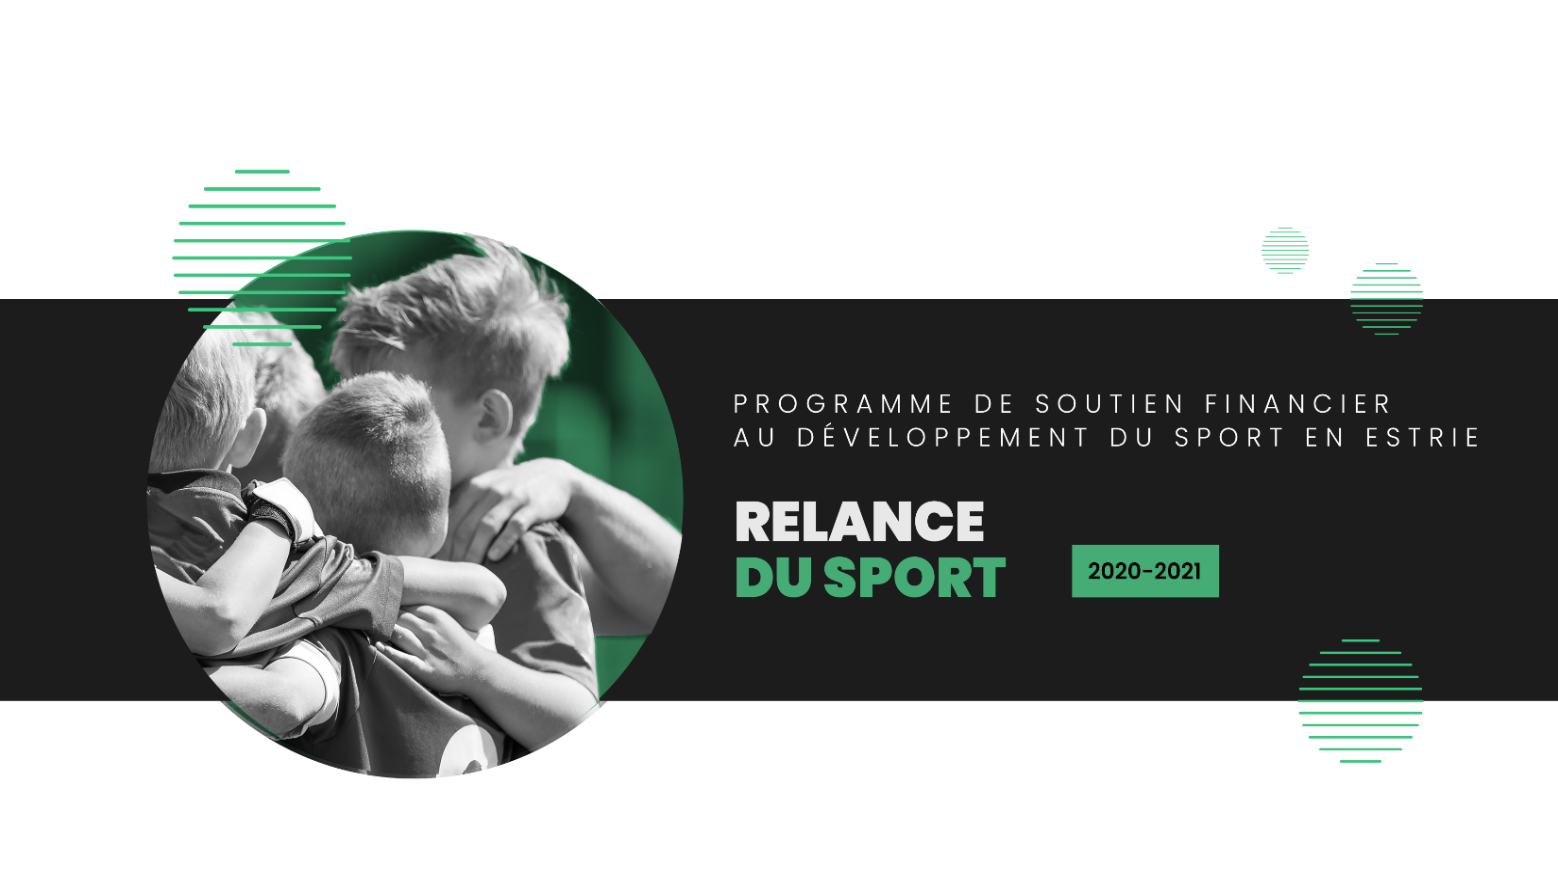 PROGRAMME DE SOUTIEN FINANCIER
AU DÉVELOPPEMENT DU SPORT EN ESTRIE
RELANCE
DU SPORT
2020-2021